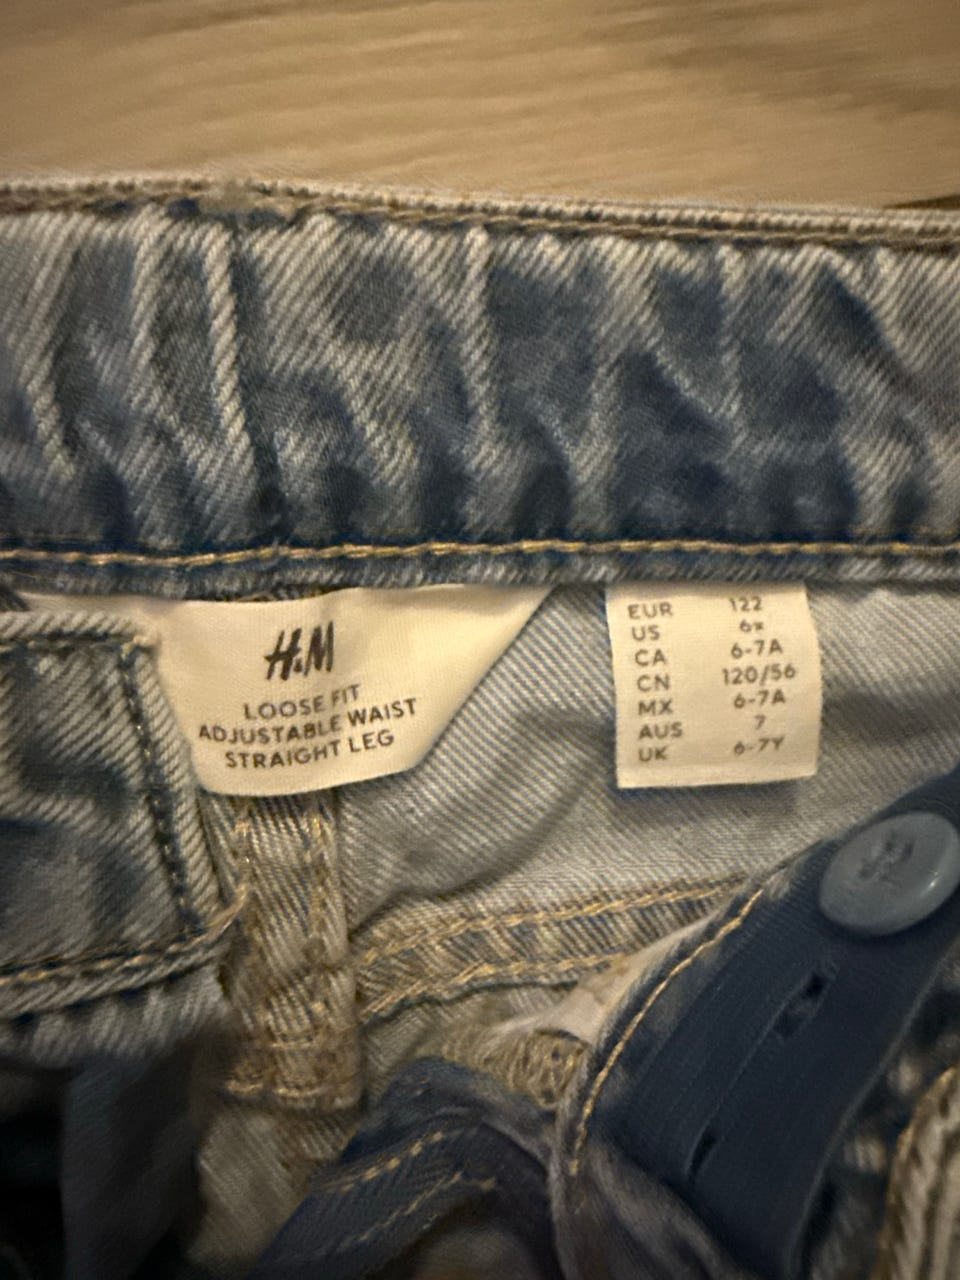 H&M
LOOSE FIT
ADJUSTABLE WAIST
STRAIGHT LEG
EUR 122
US 6x
CA 6-7A
CN 120/56
MX 6-7A
AUS 7
UK 6-7Y